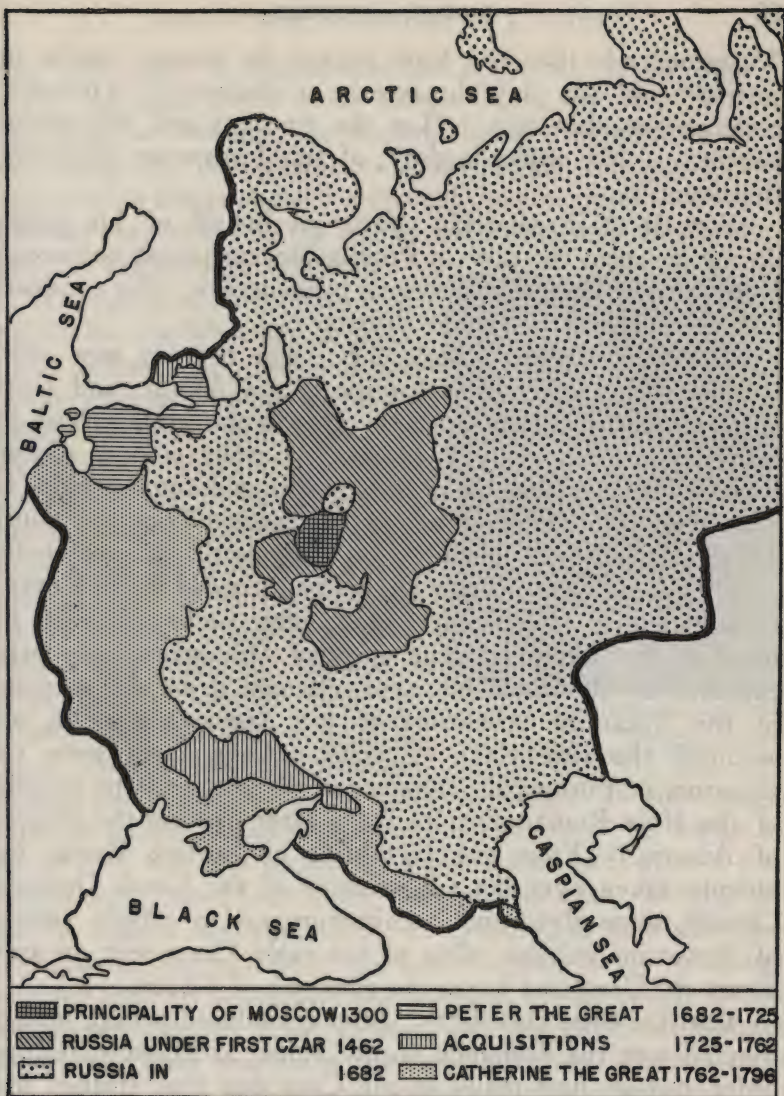 ARCTIC SEA
BALTIC SEA
CASPIAN SEA
BLACK SEA
PRINCIPALITY OF MOSCOW 1300
RUSSIA UNDER FIRST CZAR 1462
RUSSIA IN 1682
PETER THE GREAT 1682-1725
ACQUISITIONS 1725-1762
CATHERINE THE GREAT 1762-1796